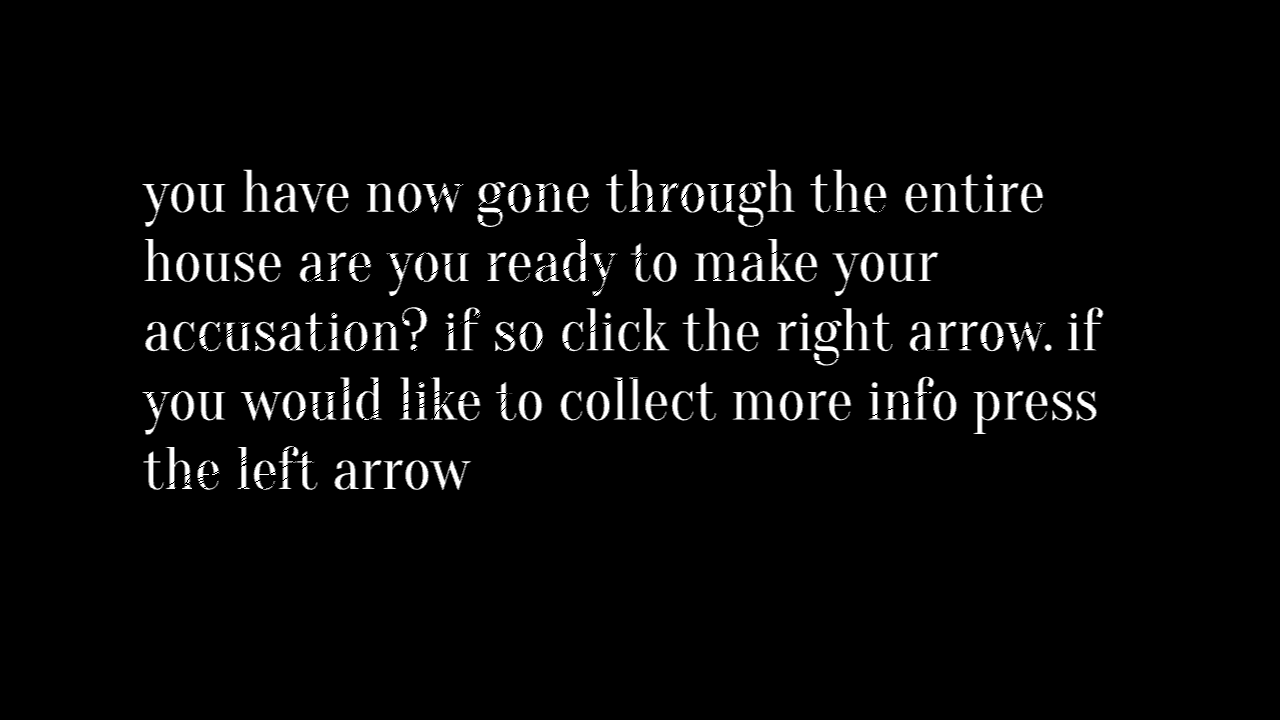 you have now gone through the entire
house are you ready to make your
accusation? if so click the right arrow. if
you would like to collect more info press
the left arrow